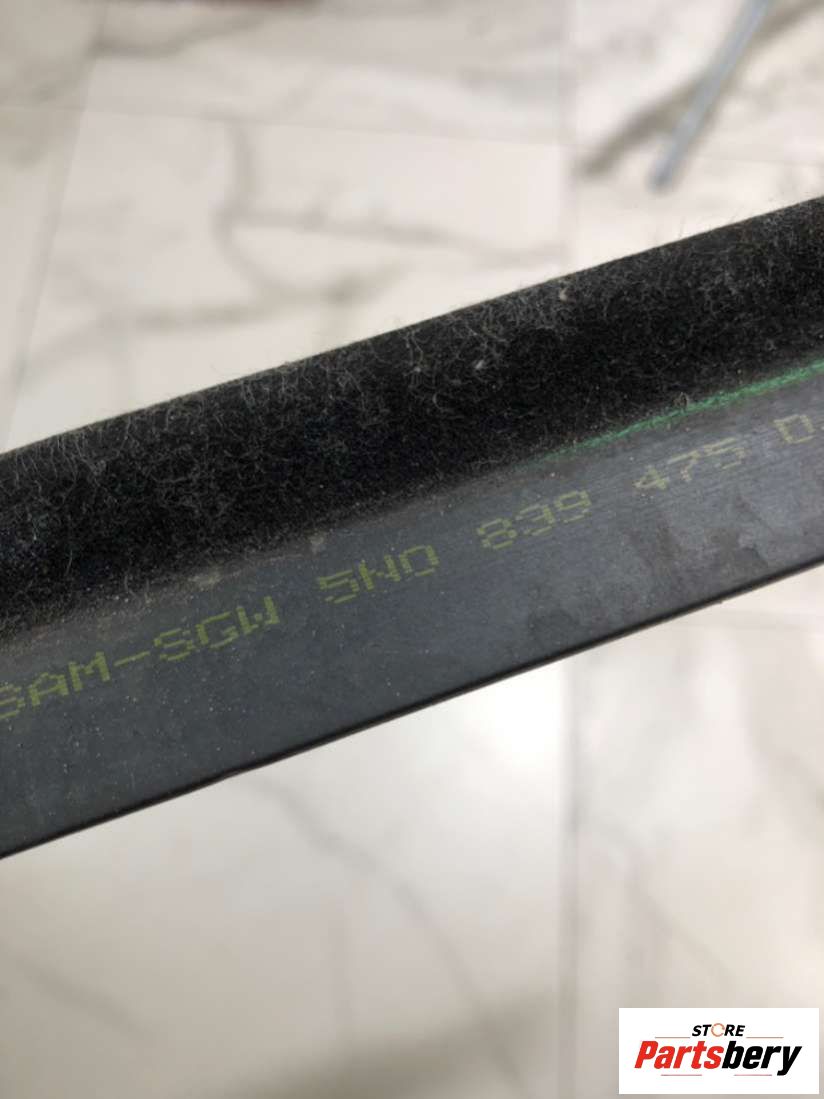 SAM-SGW 5N0 839 475 D
STORE
Partsbery